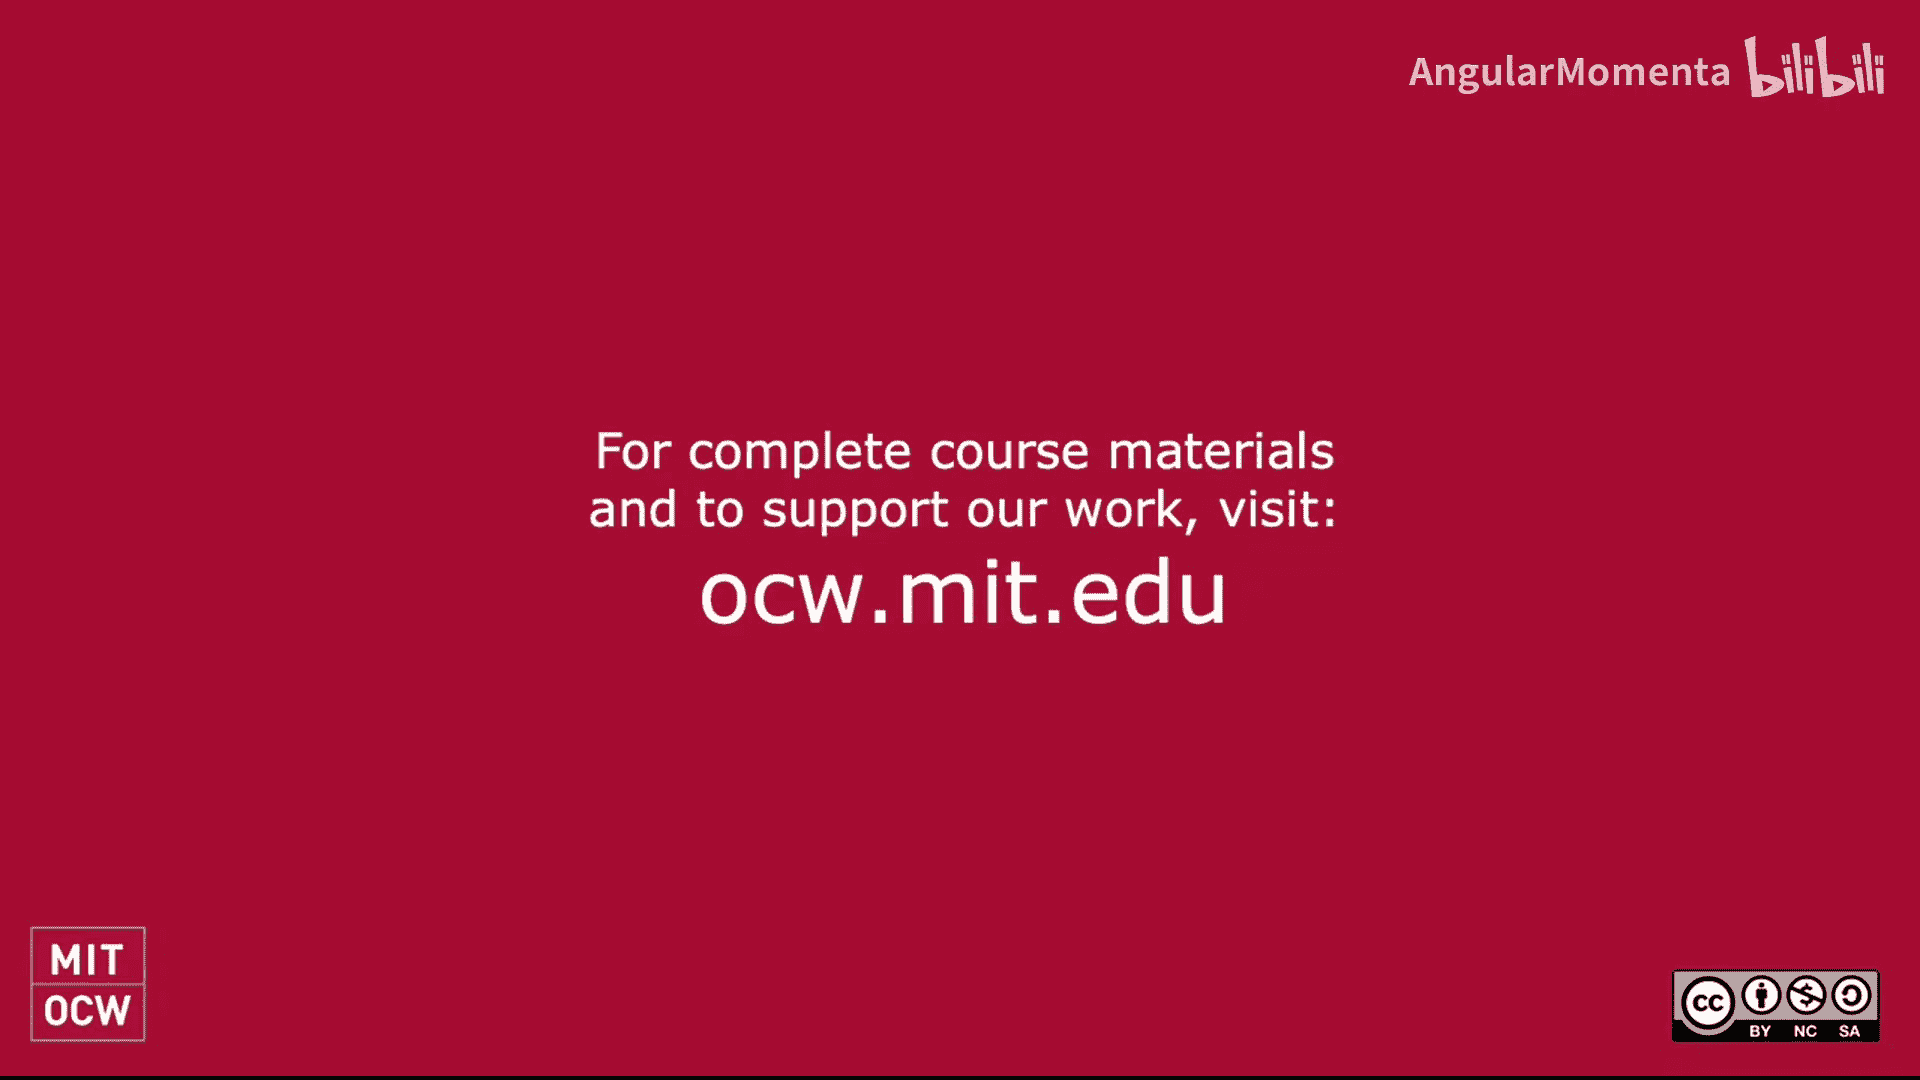 AngularMomenta bilibili
For complete course materials
and to support our work, visit:
ocw.mit.edu
MIT
OCW
cc
BY NC SA